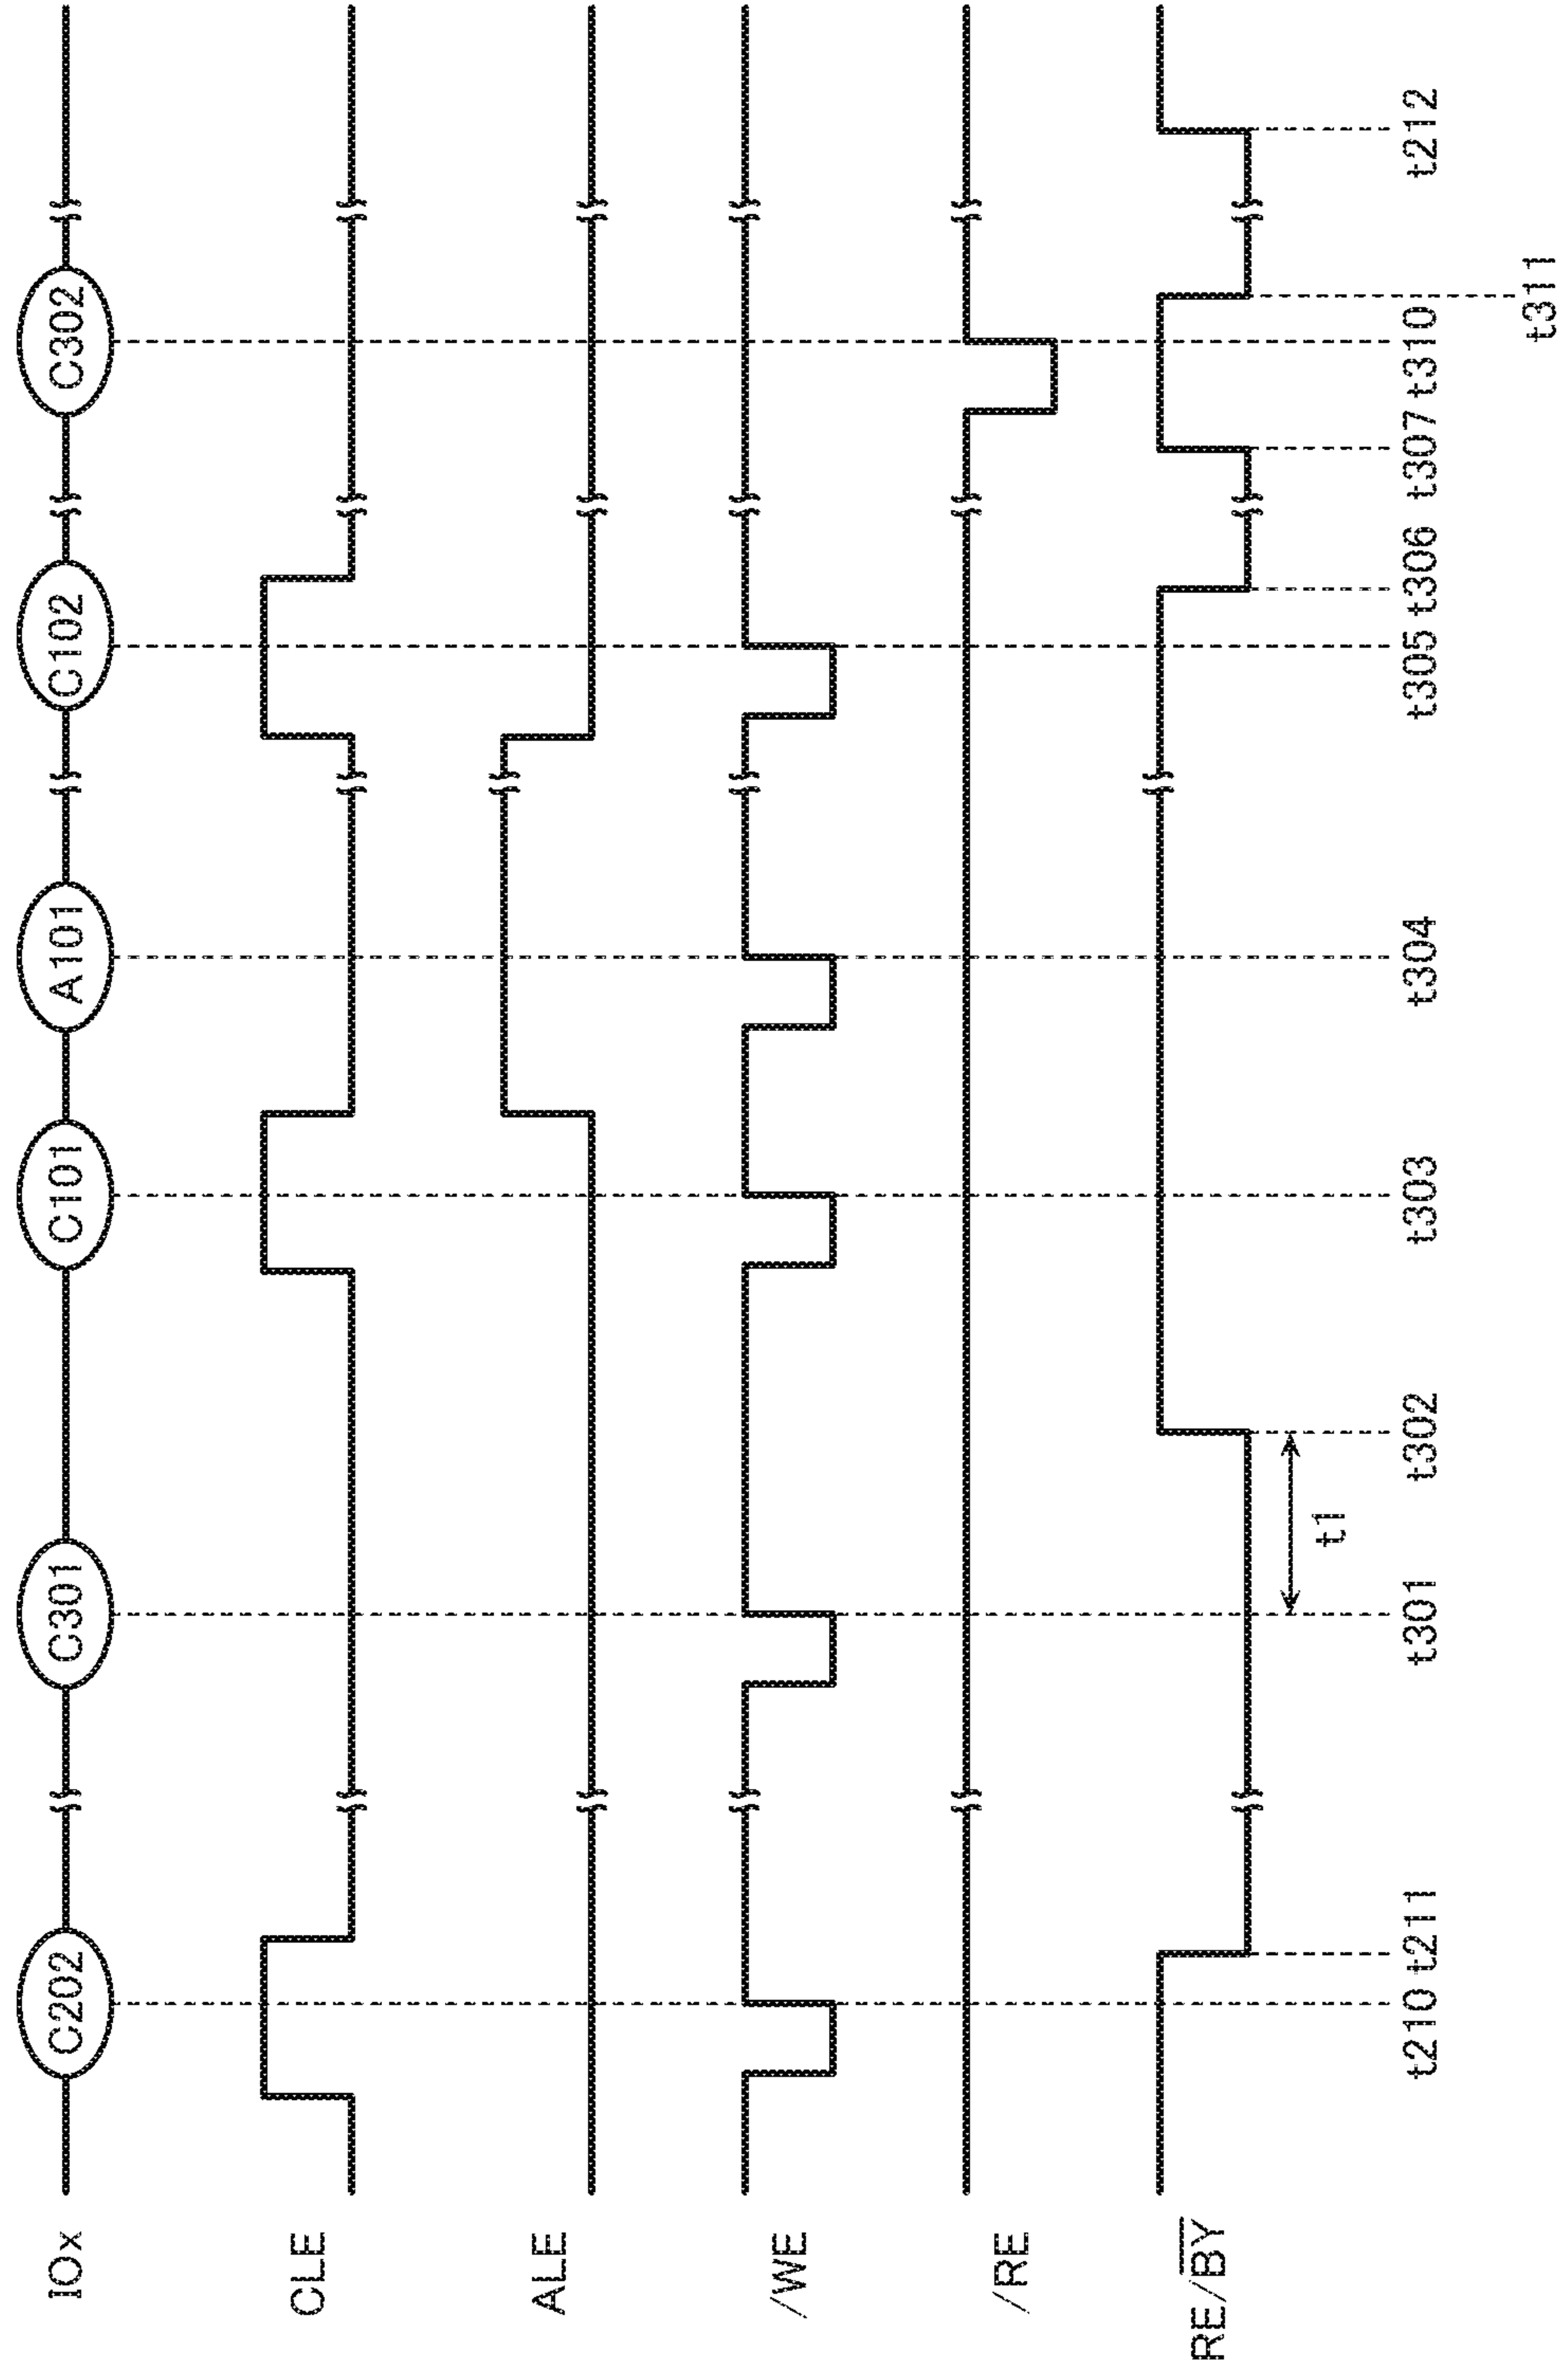 IOx
C202
C301
C101
A101
C102
C302
CLE
ALE
/WE
/RE
RE/BY
t1
t210 t211 t301 t302 t303 t304 t305 t306 t307 t310 t212
t311